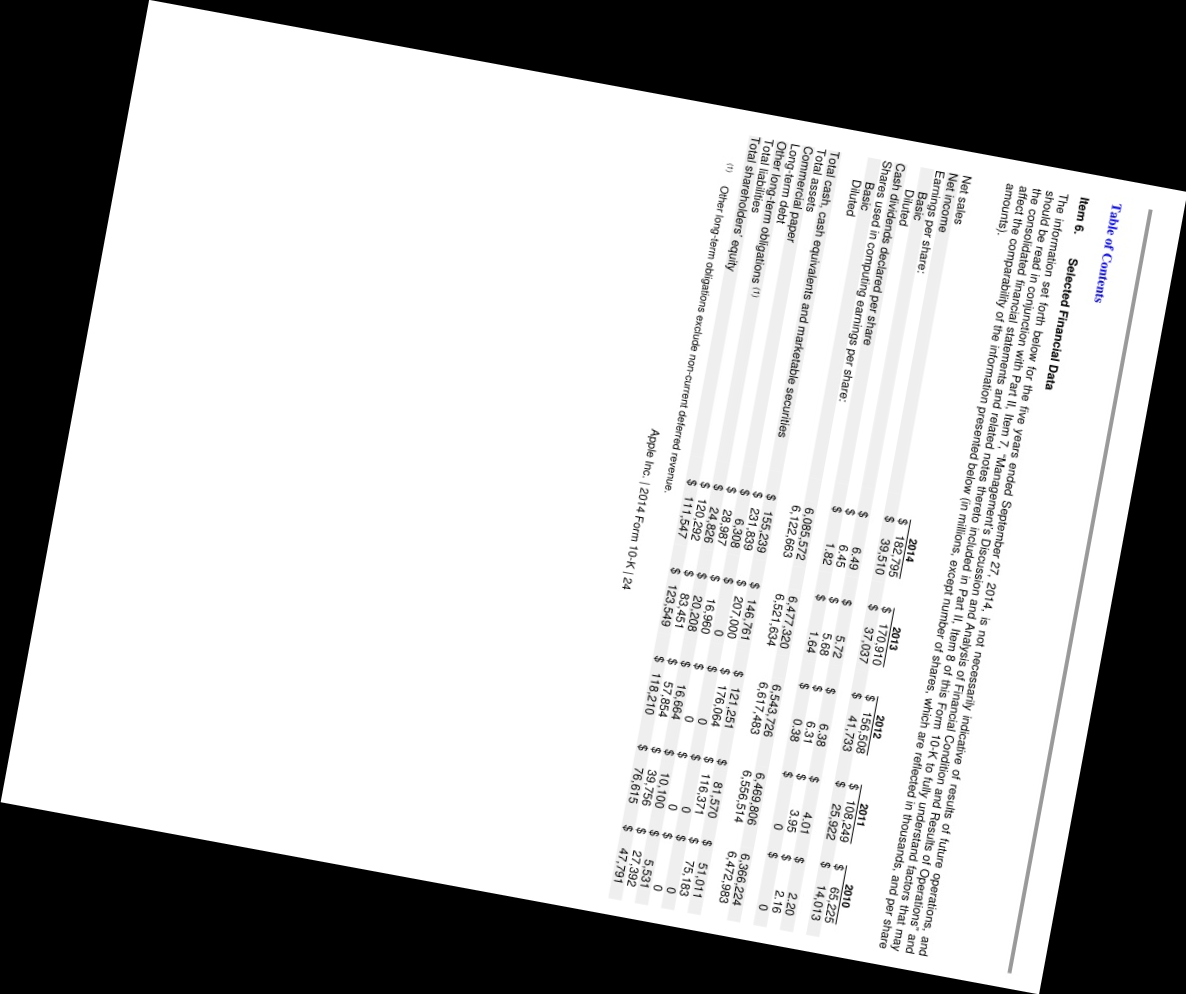 Table of Contents
Item 6. Selected Financial Data
The information set forth below for the five years ended September 27, 2014, is not necessarily indicative of results of future operations, and
should be read in conjunction with Part II, Item 7, "Management's Discussion and Analysis of Financial Condition and Results of Operations" and
the consolidated financial statements and related notes thereto included in Part II, Item 8 of this Form 10-K to fully understand factors that may
affect the comparability of the information presented below (in millions, except number of shares, which are reflected in thousands, and per share
amounts).
2014 2013 2012 2011 2010
Net sales $ 182,795 $ 170,910 $ 156,508 $ 108,249 $ 65,225
Net income $ 39,510 $ 37,037 $ 41,733 $ 25,922 $ 14,013
Earnings per share:
Basic $ 6.49 $ 5.72 $ 6.38 $ 4.01 $ 2.20
Diluted $ 6.45 $ 5.68 $ 6.31 $ 3.95 $ 2.16
Cash dividends declared per share $ 1.82 $ 1.64 $ 0.38 $ 0 $ 0
Shares used in computing earnings per share:
Basic 6,085,572 6,477,320 6,543,726 6,469,806 6,366,224
Diluted 6,122,663 6,521,634 6,617,483 6,556,514 6,472,983
Total cash, cash equivalents and marketable securities $ 155,239 $ 146,761 $ 121,251 $ 81,570 $ 51,011
Total assets $ 231,839 $ 207,000 $ 176,064 $ 116,371 $ 75,183
Commercial paper $ 6,308 $ 0 $ 0 $ 0 $ 0
Long-term debt $ 28,987 $ 16,960 $ 0 $ 0 $ 0
Other long-term obligations (1) $ 24,826 $ 20,208 $ 16,664 $ 10,100 $ 5,531
Total liabilities $ 120,292 $ 83,451 $ 57,854 $ 39,756 $ 27,392
Total shareholders' equity $ 111,547 $ 123,549 $ 118,210 $ 76,615 $ 47,791
(1) Other long-term obligations exclude non-current deferred revenue.
Apple Inc. | 2014 Form 10-K | 24